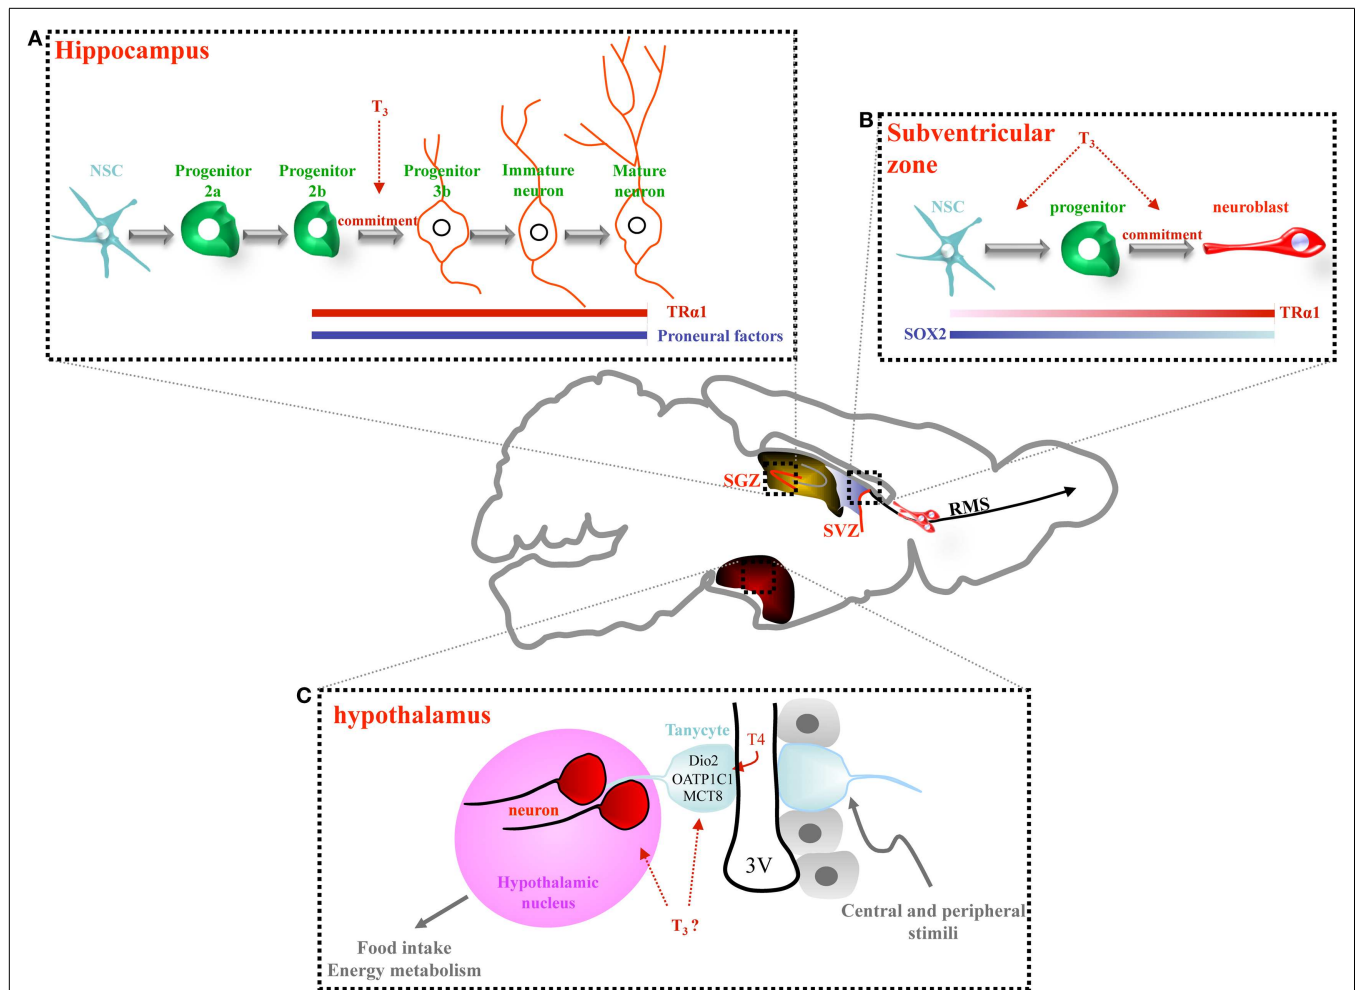 A
Hippocampus
T3
NSC
Progenitor
2a
Progenitor
2b
commitment
Progenitor
3b
Immature
neuron
Mature
neuron
TRα1
Proneural factors
B
Subventricular
zone
T3
NSC
progenitor
commitment
neuroblast
TRα1
SOX2
SGZ
SVZ
RMS
C
hypothalamus
Tanycyte
T4
Dio2
OATP1C1
MCT8
neuron
3V
Hypothalamic
nucleus
T3 ?
Central and peripheral
stimili
Food intake
Energy metabolism